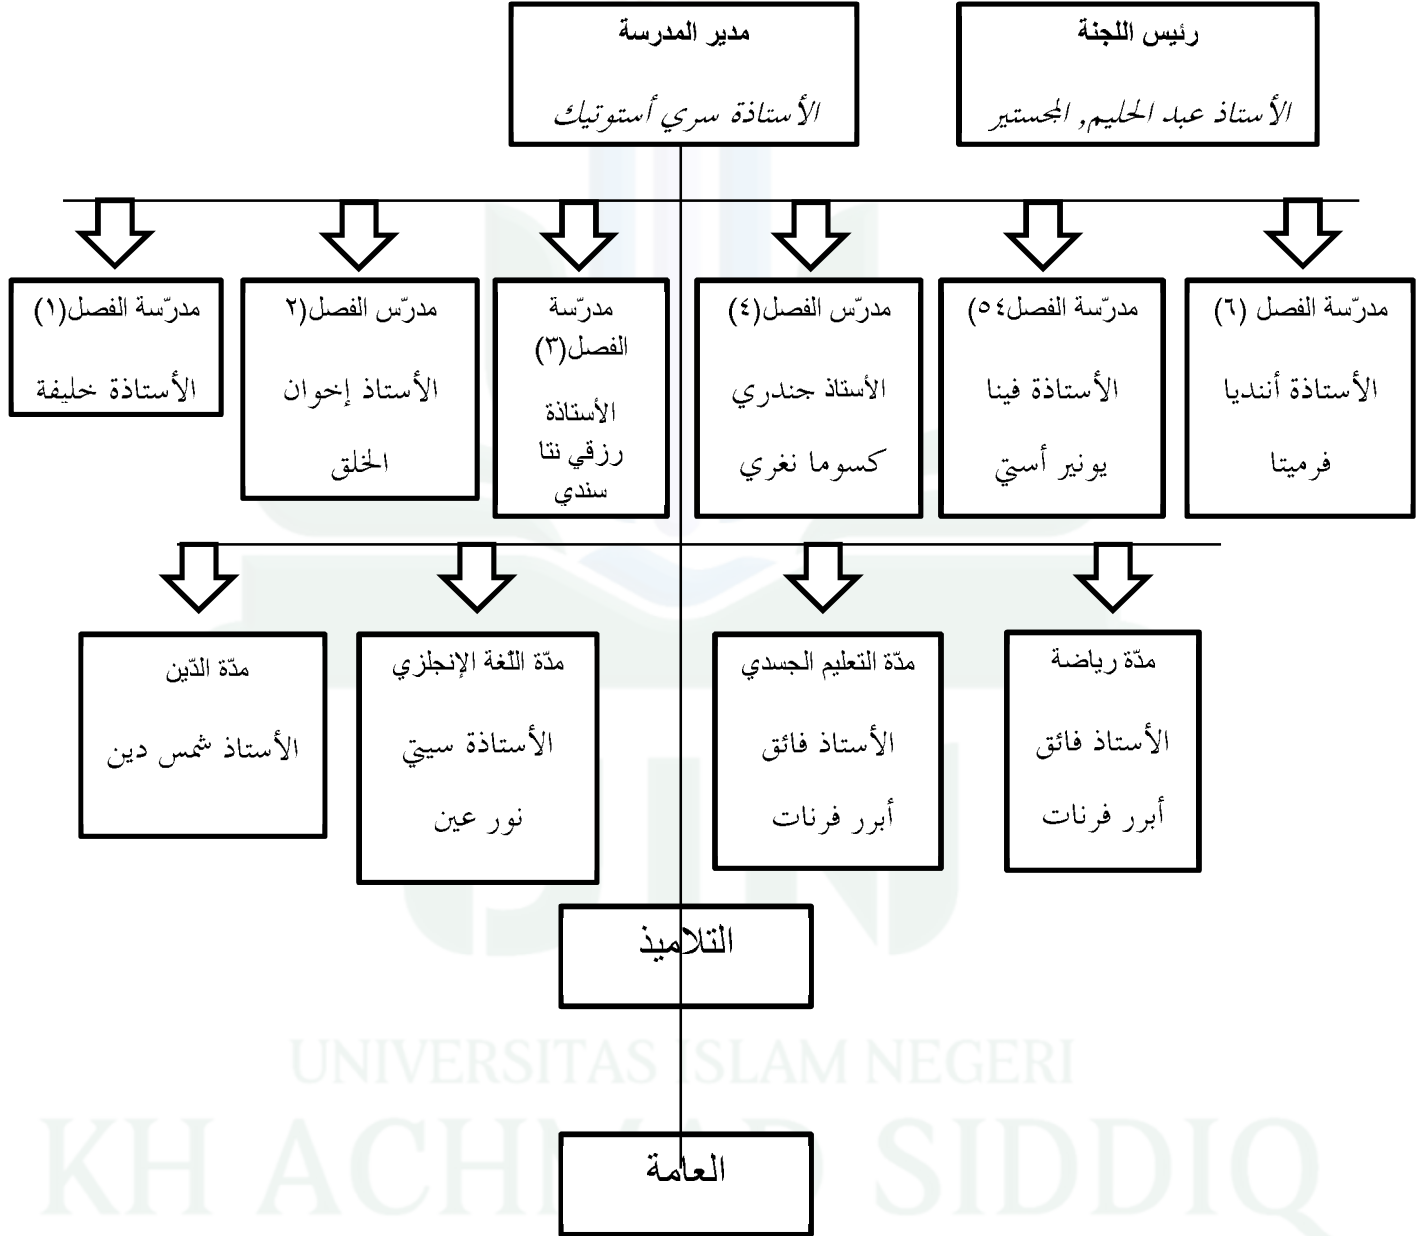 رئيس اللجنة
الأستاذ عبد الحليم, المجستير
مدير المدرسة
الأستاذة سري أستوتيك
مدرّسة الفصل (٦)
الأستاذة أننديا
فرميتا
مدرّسة الفصل٥٤)
الأستاذة فينا
يونير أستي
مدرّس الفصل(٤)
الأستاذ جندري
كسوما نغري
مدرّسة
الفصل(٣)
الأستاذة
رزقي نتا
سندي
مدرّس الفصل(٢
الأستاذ إخوان
الخلق
مدرّسة الفصل(١)
الأستاذة خليفة
مدّة رياضة
الأستاذ فائق
أبرر فرنات
مدّة التعليم الجسدي
الأستاذ فائق
أبرر فرنات
مدّة اللّغة الإنجلزي
الأستاذة سيتي
نور عين
مدّة الدّين
الأستاذ شمس دين
التلاميذ
العامة
UIN
UNIVERSITAS ISLAM NEGERI
KH ACHMAD SIDDIQ